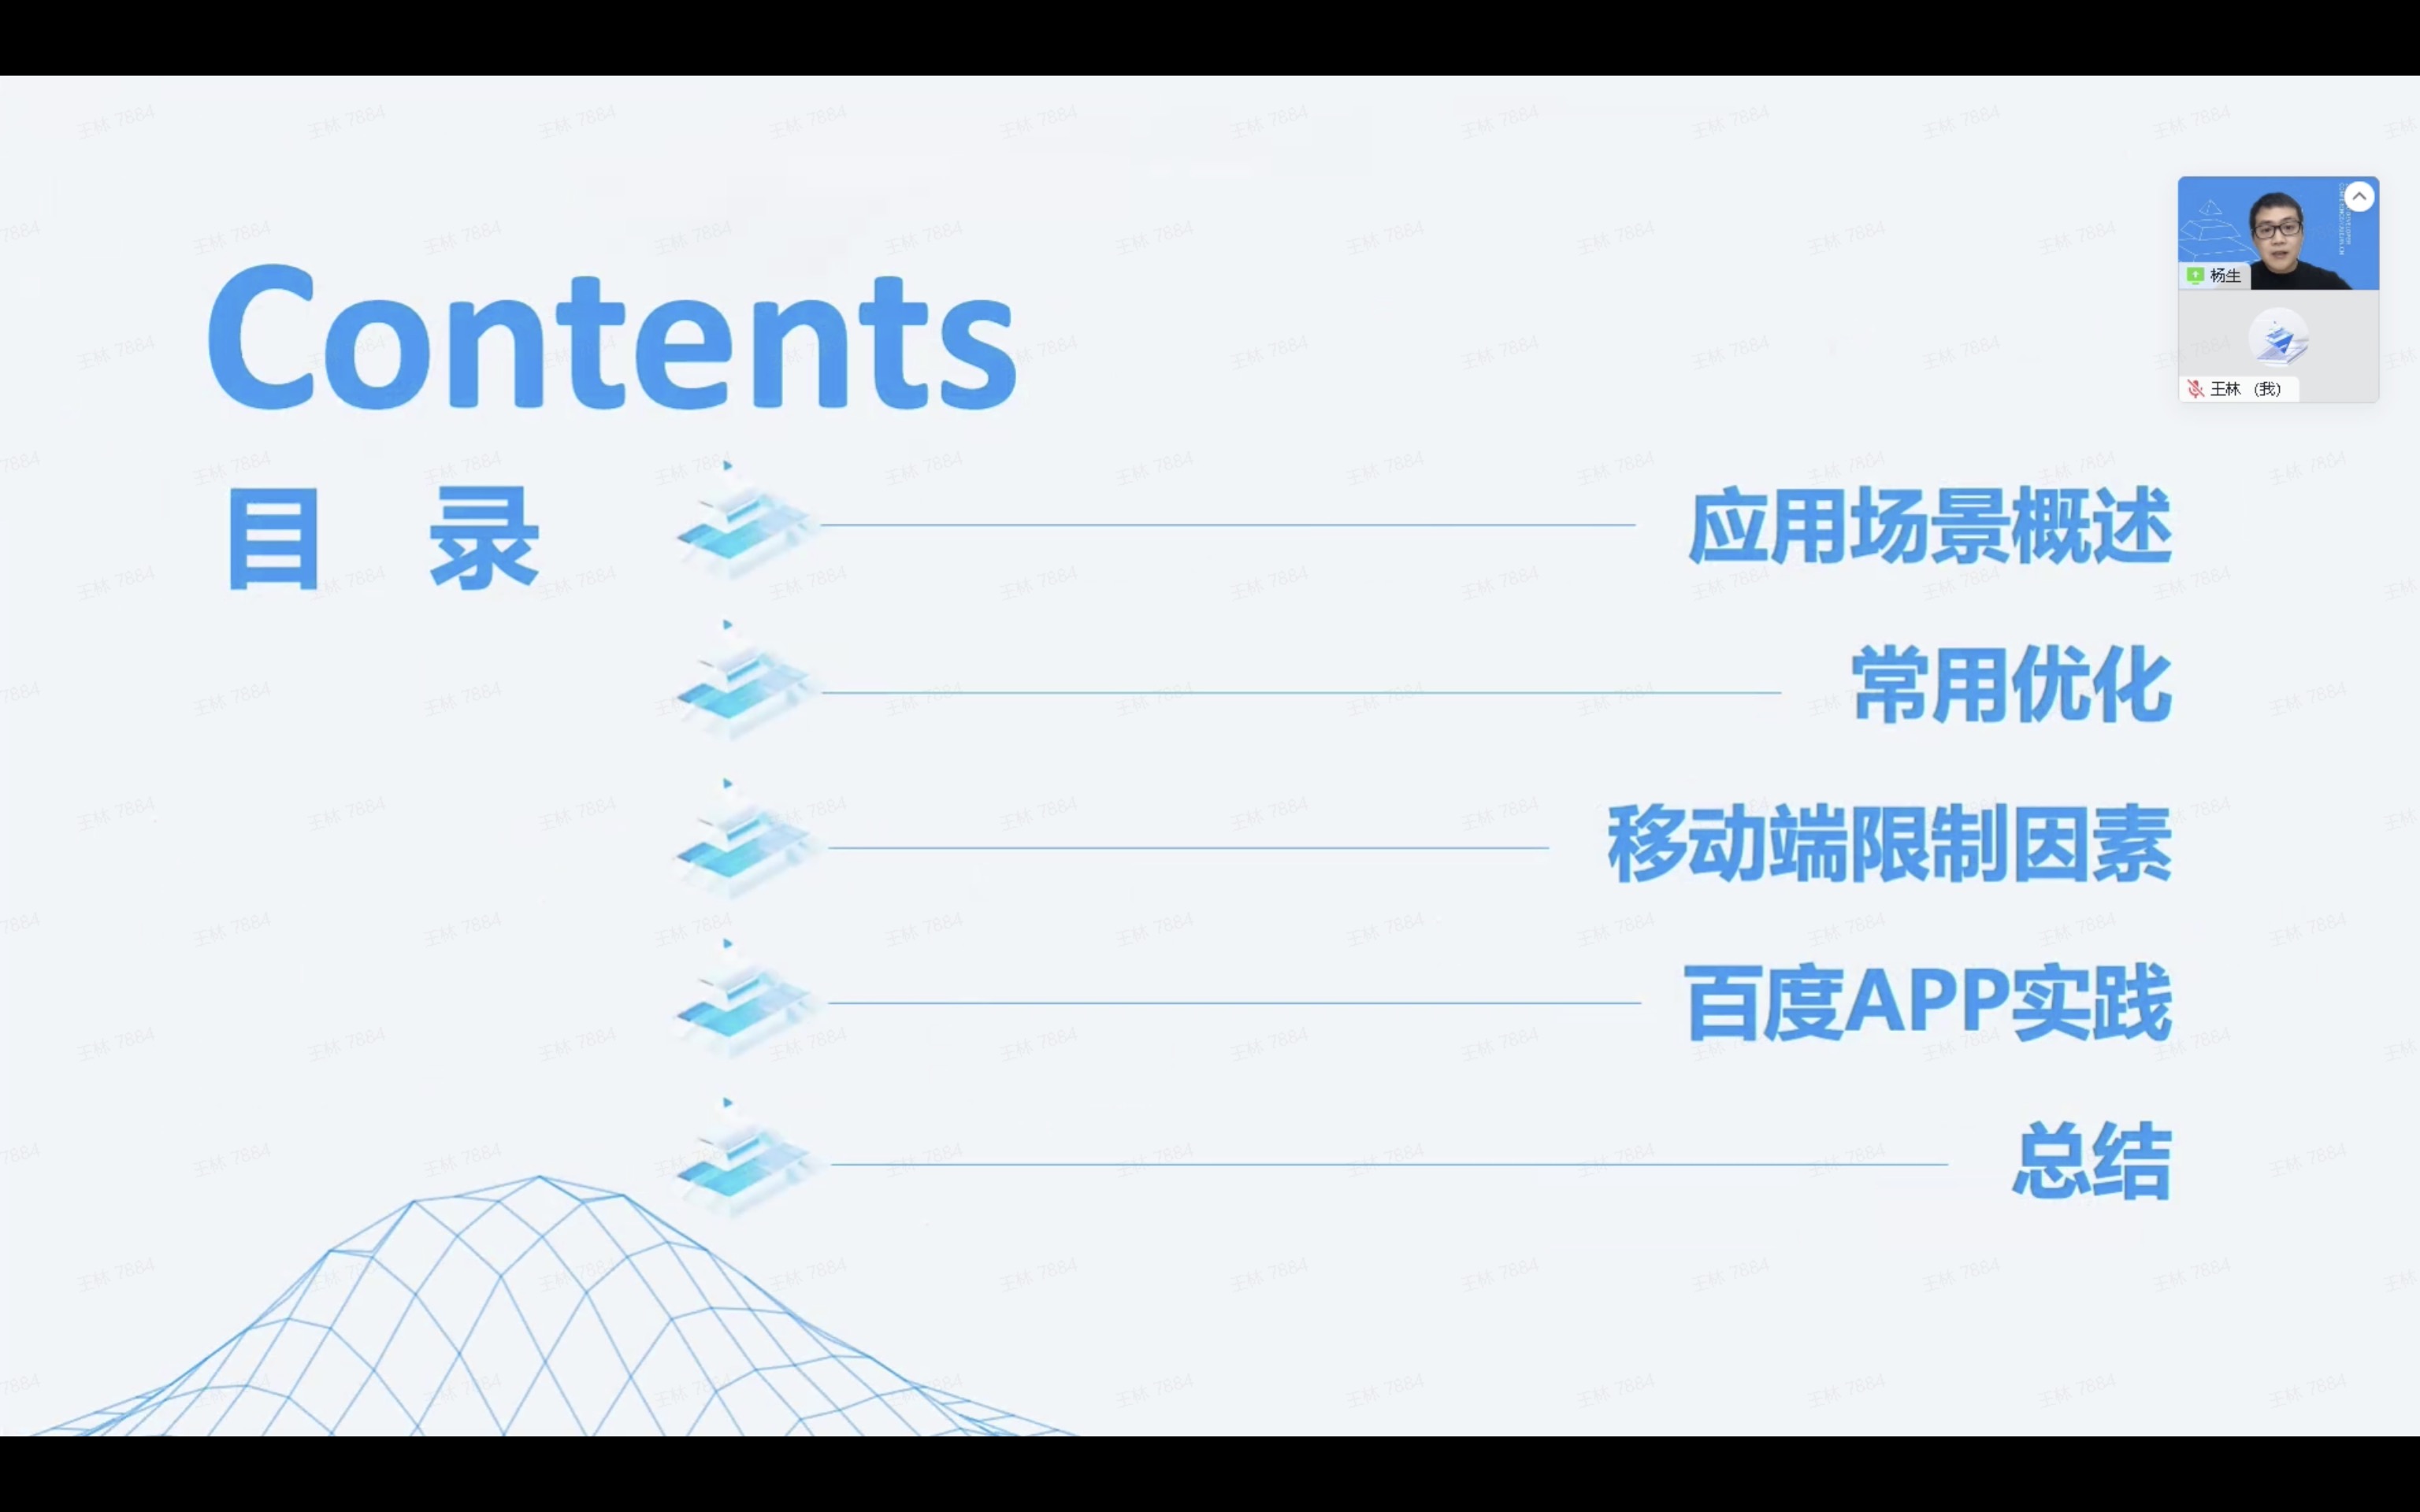 Contents
目 录
应用场景概述
常用优化
移动端限制因素
百度APP实践
总结
杨生
王林 (我)
王林 7884